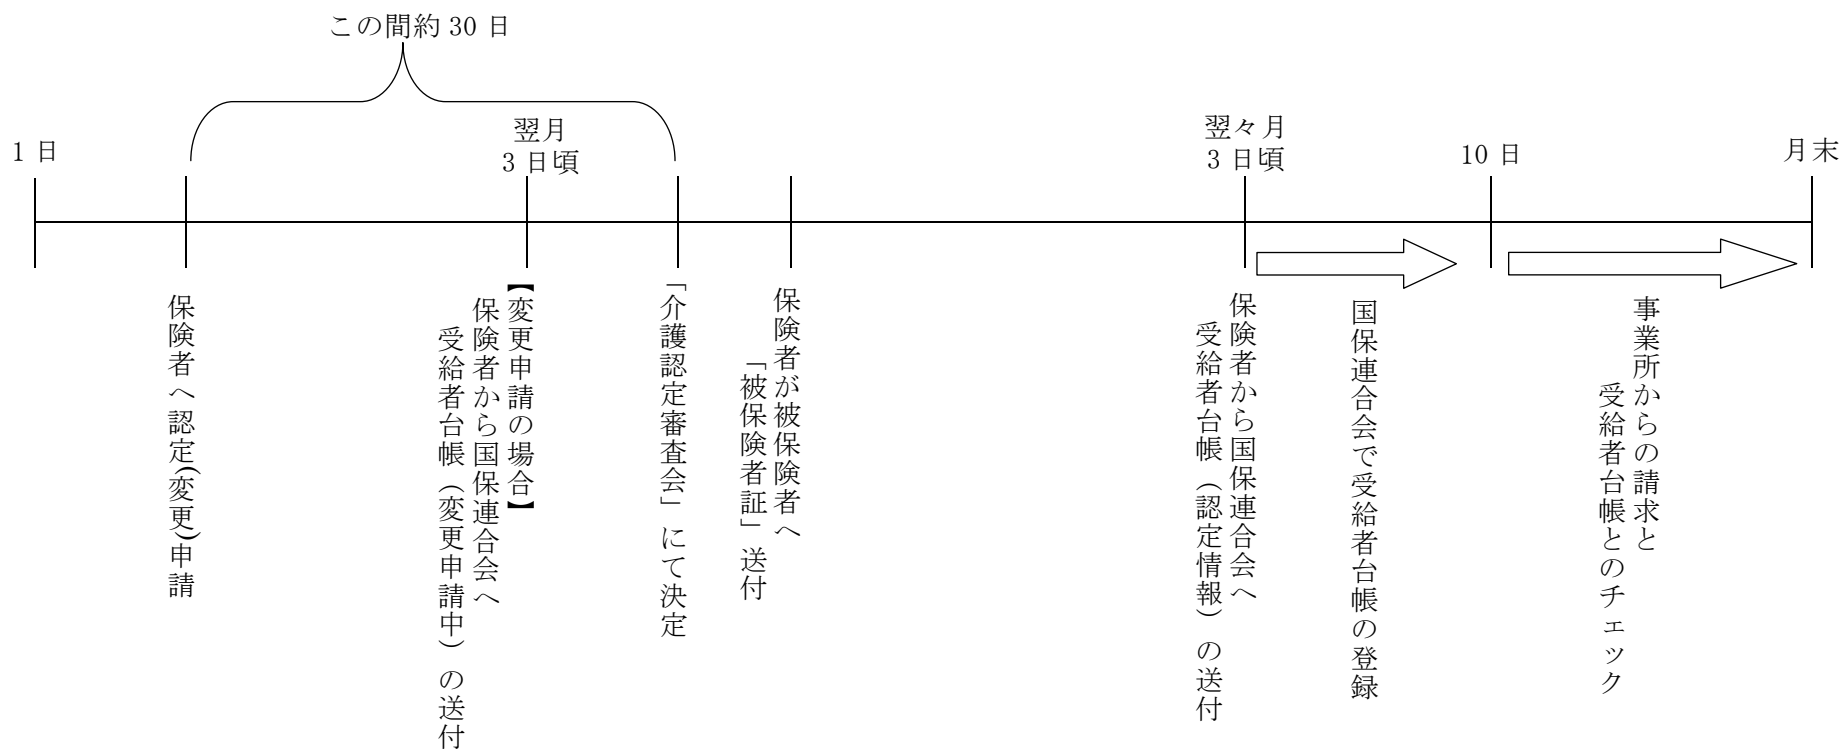 この間約 30 日
1 日
翌月
3 日頃
翌々月
3 日頃
10 日
月末
保険者へ認定(変更)申請
【変更申請の場合】
保険者から国保連合会へ
受給者台帳（変更申請中）の送付
「介護認定審査会」にて決定
保険者が被保険者へ
「被保険者証」送付
保険者から国保連合会へ
受給者台帳（認定情報）の送付
国保連合会で受給者台帳の登録
事業所からの請求と
受給者台帳とのチェック